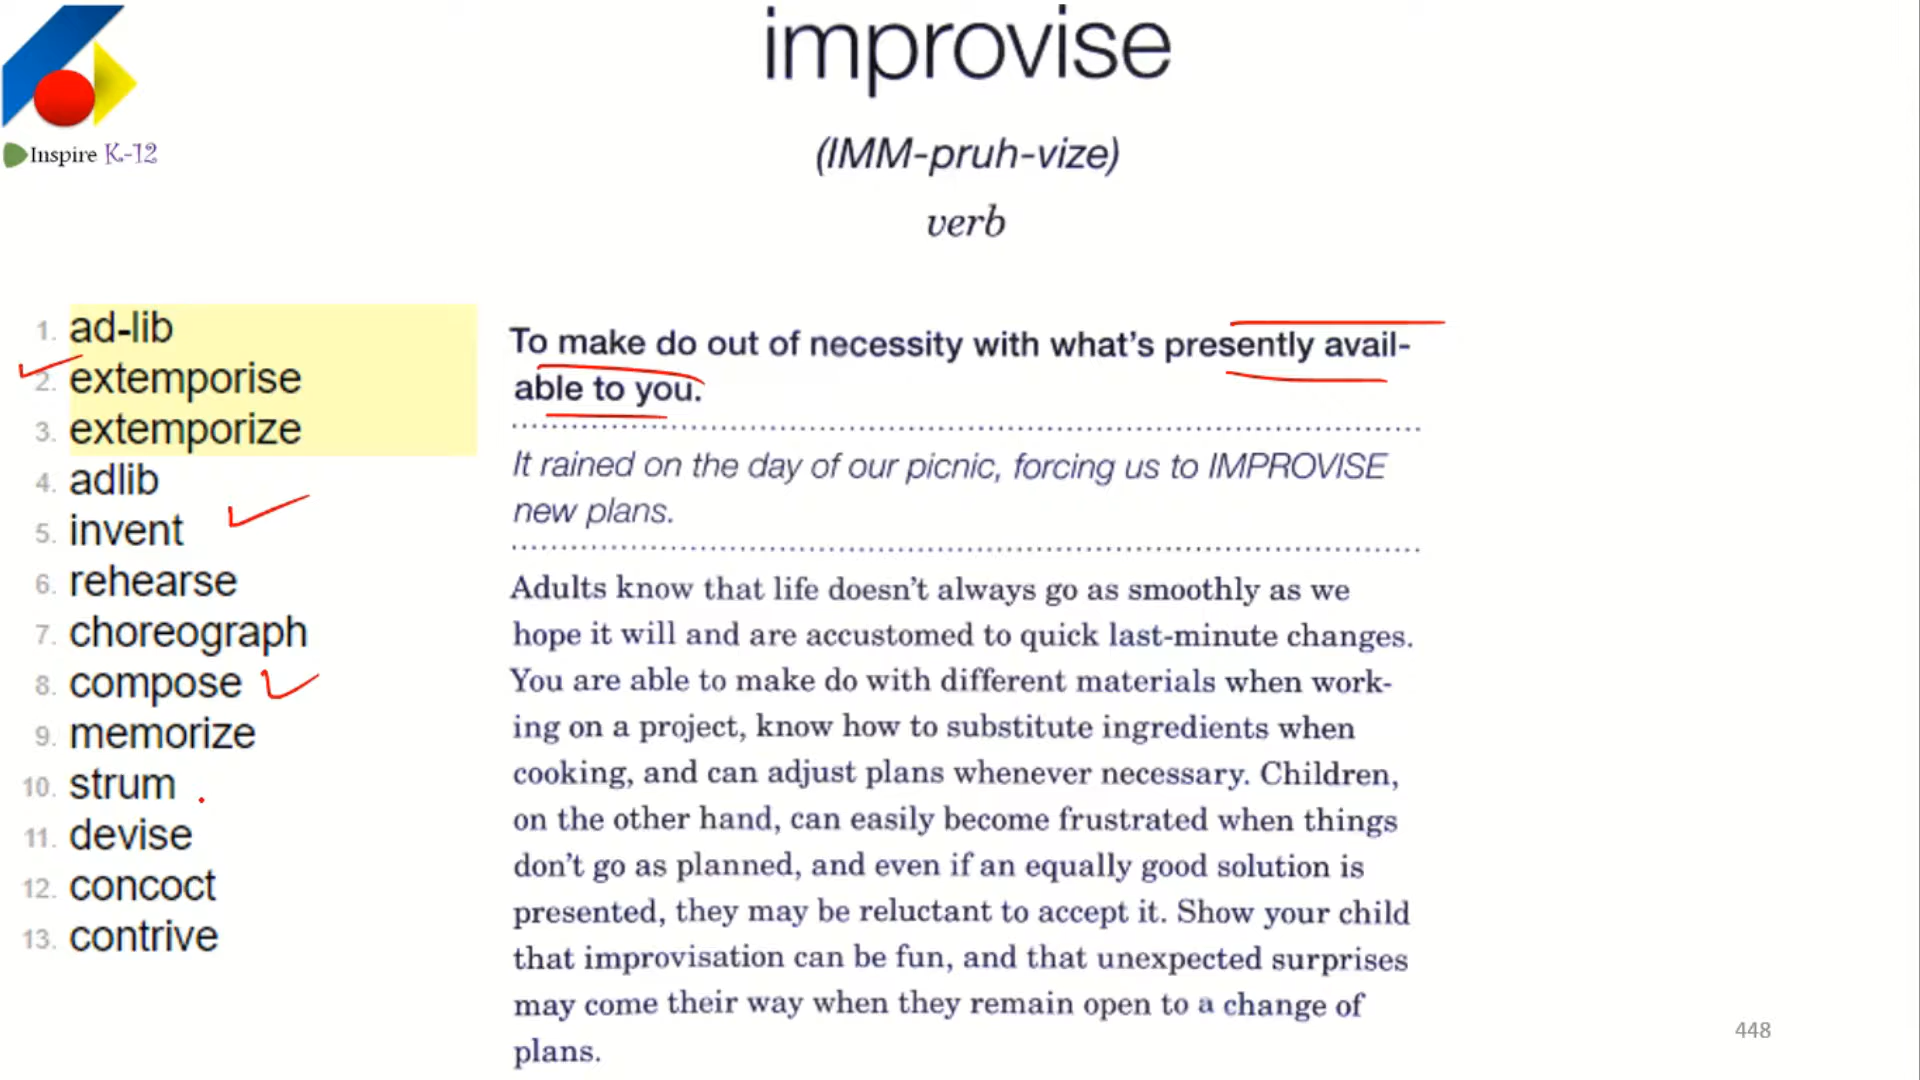 improvise
Inspire K-12
(IMM-pruh-vize)
verb
1. ad-lib
2. extemporise
3. extemporize
4. adlib
5. invent
6. rehearse
7. choreograph
8. compose
9. memorize
10. strum
11. devise
12. concoct
13. contrive
To make do out of necessity with what's presently avail-
able to you.
It rained on the day of our picnic, forcing us to IMPROVISE
new plans.
Adults know that life doesn't always go as smoothly as we
hope it will and are accustomed to quick last-minute changes.
You are able to make do with different materials when work-
ing on a project, know how to substitute ingredients when
cooking, and can adjust plans whenever necessary. Children,
on the other hand, can easily become frustrated when things
don't go as planned, and even if an equally good solution is
presented, they may be reluctant to accept it. Show your child
that improvisation can be fun, and that unexpected surprises
may come their way when they remain open to a change of
plans.
448